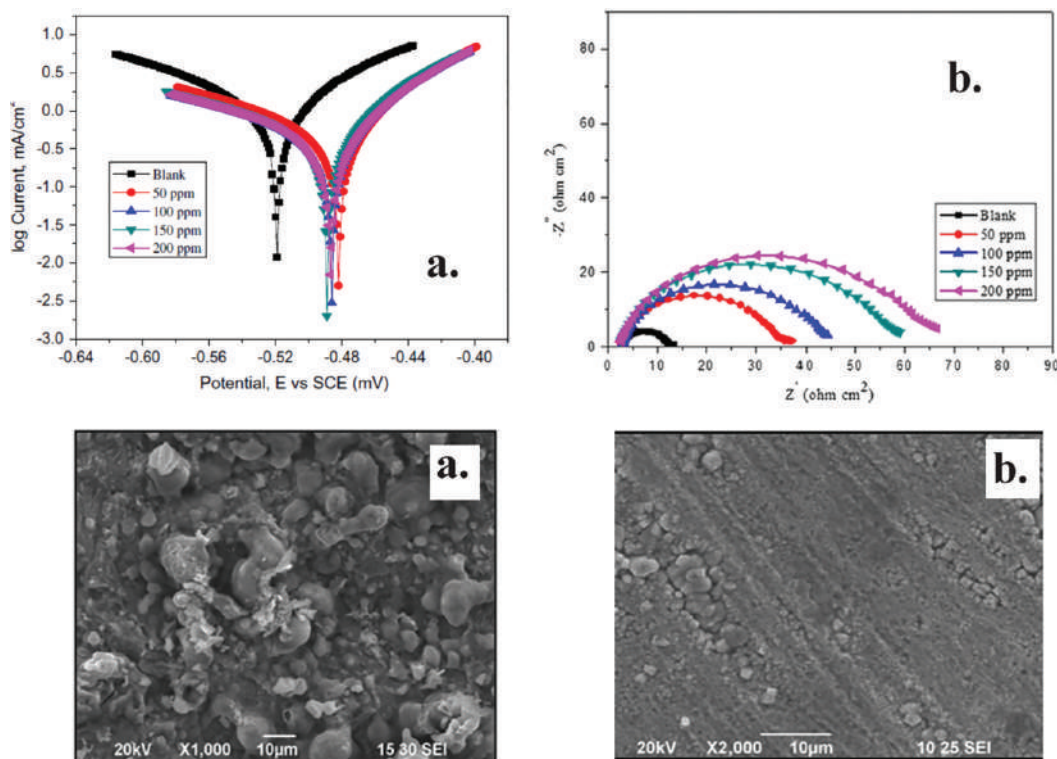 1.0
0.5
0.0
-0.5
-1.0
-1.5
-2.0
-2.5
-3.0
log Current, mA/cm²
Blank
50 ppm
100 ppm
150 ppm
200 ppm
a.
-0.64 -0.60 -0.56 -0.52 -0.48 -0.44 -0.40
Potential, E vs SCE (mV)
80
60
40
20
0
-Z" (ohm cm²)
b.
Blank
50 ppm
100 ppm
150 ppm
200 ppm
0 10 20 30 40 50 60 70 80 90
Z' (ohm cm²)
a.
20kV X1,000 10µm 15 30 SEI
b.
20kV X2,000 10µm 10 25 SEI